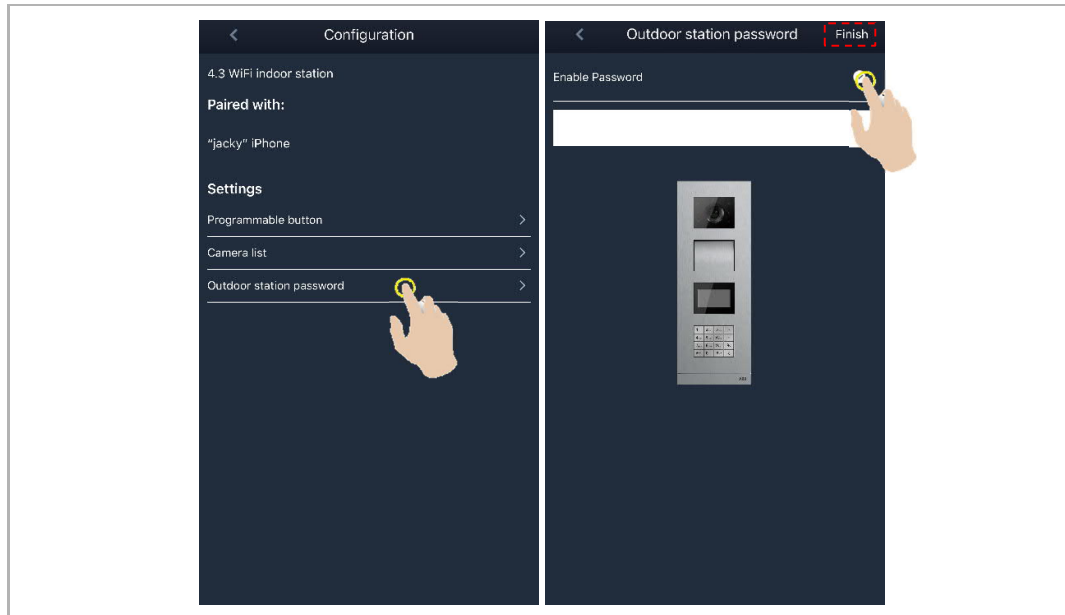 Configuration
4.3 WiFi indoor station
Paired with:
"jacky" iPhone
Settings
Programmable button
Camera list
Outdoor station password
Outdoor station password
Finish
Enable Password